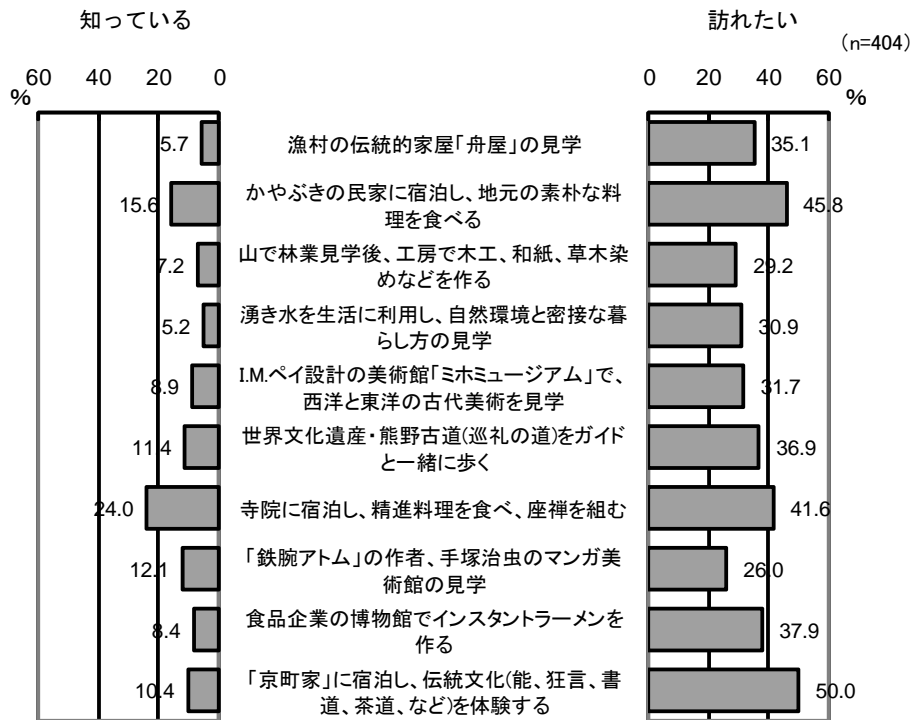 知っている 訪れたい
(n=404)
60 40 20 0 0 20 40 60
% %
5.7 漁村の伝統的家屋「舟屋」の見学 35.1
かやぶきの民家に宿泊し、地元の素朴な料
15.6 45.8
理を食べる
山で林業見学後、工房で木工、和紙、草木染
7.2 29.2
めなどを作る
湧き水を生活に利用し、自然環境と密接な暮
5.2 30.9
らし方の見学
I.M.ペイ設計の美術館「ミホミュージアム」で、
8.9 31.7
西洋と東洋の古代美術を見学
世界文化遺産・熊野古道(巡礼の道)をガイド
11.4 36.9
と一緒に歩く
24.0 寺院に宿泊し、精進料理を食べ、座禅を組む 41.6
「鉄腕アトム」の作者、手塚治虫のマンガ美
12.1 26.0
術館の見学
食品企業の博物館でインスタントラーメンを
8.4 37.9
作る
「京町家」に宿泊し、伝統文化(能、狂言、書
10.4 50.0
道、茶道、など)を体験する